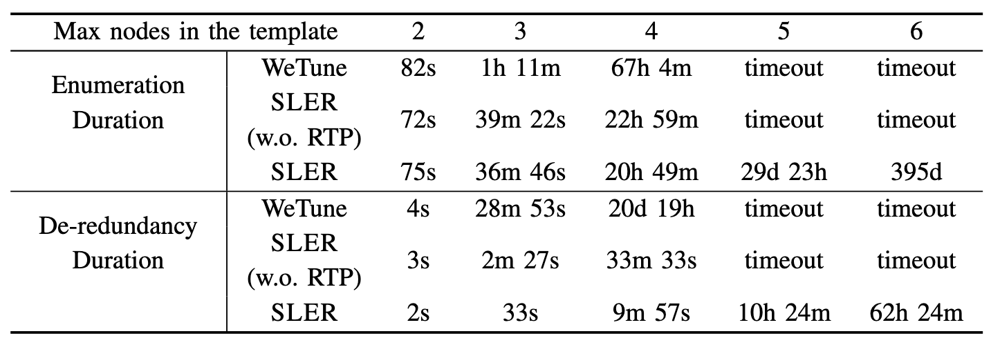 Max nodes in the template 2 3 4 5 6
Enumeration Duration WeTune 82s 1h 11m 67h 4m timeout timeout
SLER (w.o. RTP) 72s 39m 22s 22h 59m timeout timeout
SLER 75s 36m 46s 20h 49m 29d 23h 395d
De-redundancy Duration WeTune 4s 28m 53s 20d 19h timeout timeout
SLER (w.o. RTP) 3s 2m 27s 33m 33s timeout timeout
SLER 2s 33s 9m 57s 10h 24m 62h 24m